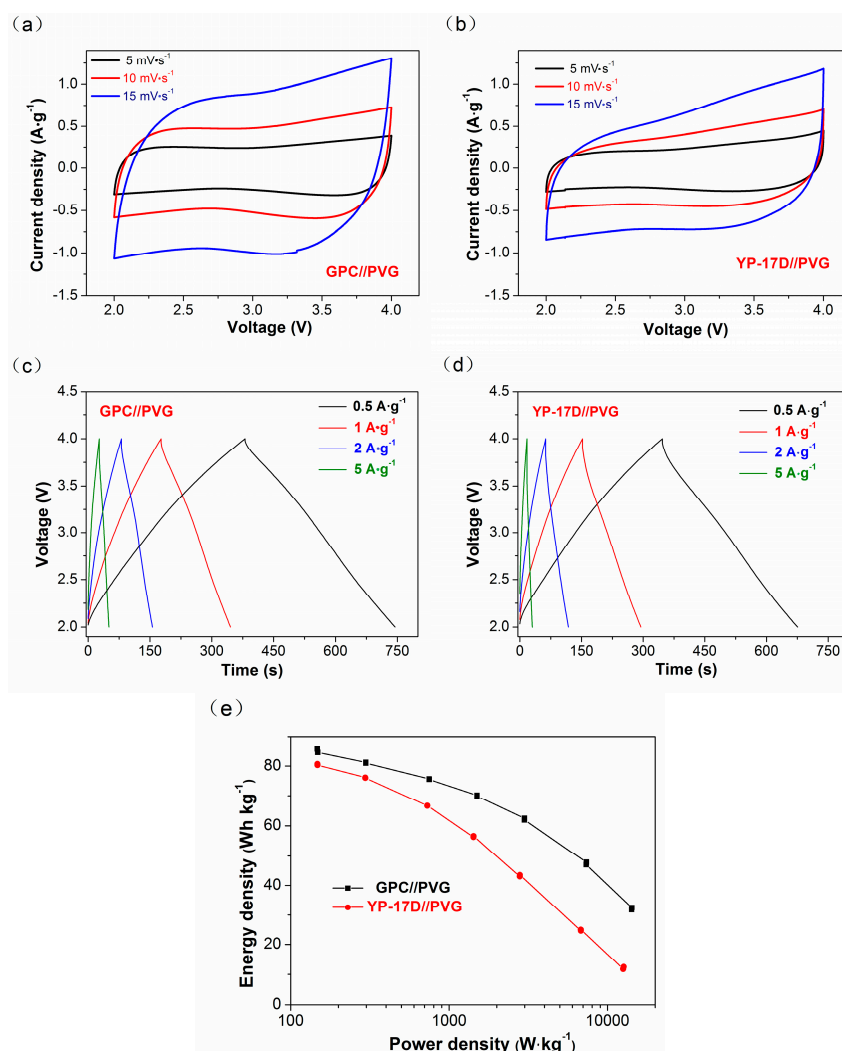 (a)
5 mV•s⁻¹
10 mV•s⁻¹
15 mV•s⁻¹
1.0
0.5
0.0
-0.5
-1.0
-1.5
Current density (A·g⁻¹)
GPC//PVG
2.0 2.5 3.0 3.5 4.0
Voltage (V)
(b)
5 mV•s⁻¹
10 mV•s⁻¹
15 mV•s⁻¹
1.0
0.5
0.0
-0.5
-1.0
-1.5
Current density (A·g⁻¹)
YP-17D//PVG
2.0 2.5 3.0 3.5 4.0
Voltage (V)
(c)
GPC//PVG
0.5 A·g⁻¹
1 A•g⁻¹
2 A·g⁻¹
5 A•g⁻¹
4.5
4.0
3.5
3.0
2.5
2.0
Voltage (V)
0 150 300 450 600 750
Time (s)
(d)
YP-17D//PVG
0.5 A·g⁻¹
1 A·g⁻¹
2 A·g⁻¹
5 A·g⁻¹
4.5
4.0
3.5
3.0
2.5
2.0
Voltage (V)
0 150 300 450 600 750
Time (s)
(e)
80
60
40
20
0
Energy density (Wh kg⁻¹)
GPC//PVG
YP-17D//PVG
100 1000 10000
Power density (W·kg⁻¹)